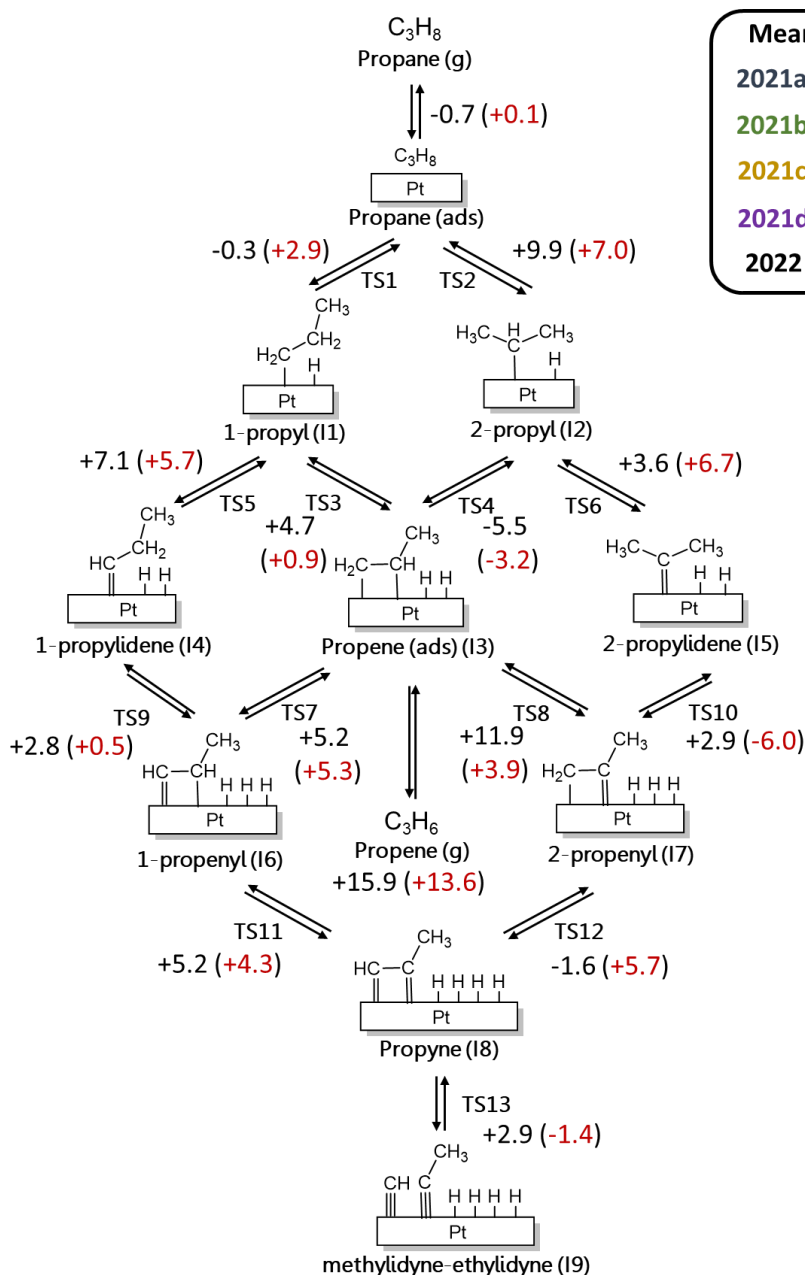 C₃H₈
Propane (g)
-0.7 (+0.1)
C₃H₈
Pt
Propane (ads)
Mean
2021a
2021b
2021c
2021d
2022
-0.3 (+2.9)
TS1
TS2
+9.9 (+7.0)
CH₃
CH₂
H₂C
H
Pt
1-propyl (I1)
H
H₃C
C
CH₃
H
Pt
2-propyl (I2)
+7.1 (+5.7)
TS5
TS3
+4.7
(+0.9)
TS4
-5.5
(-3.2)
TS6
+3.6 (+6.7)
CH₃
CH₂
HC
H H
Pt
1-propylidene (I4)
CH₃
H₂C
CH
H H
Pt
Propene (ads) (I3)
H₃C
C
CH₃
H H
Pt
2-propylidene (I5)
TS9
+2.8 (+0.5)
TS7
+5.2
(+5.3)
TS8
+11.9
(+3.9)
TS10
+2.9 (-6.0)
CH₃
HC
CH
H H H
Pt
1-propenyl (I6)
C₃H₆
Propene (g)
+15.9 (+13.6)
CH₃
H₂C
C
H H H
Pt
2-propenyl (I7)
TS11
+5.2 (+4.3)
TS12
-1.6 (+5.7)
CH₃
HC
C
H H H H
Pt
Propyne (I8)
TS13
+2.9 (-1.4)
CH₃
CH
C
H H H H
Pt
methylidyne-ethylidyne (I9)